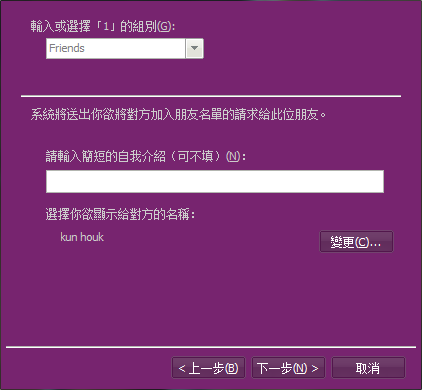 輸入或選擇「1」的組別(G):
Friends
系統將送出你欲將對方加入朋友名單的請求給此位朋友。
請輸入簡短的自我介紹（可不填）(N):
選擇你欲顯示給對方的名稱:
kun houk
變更(C)...
< 上一步(B)
下一步(N) >
取消